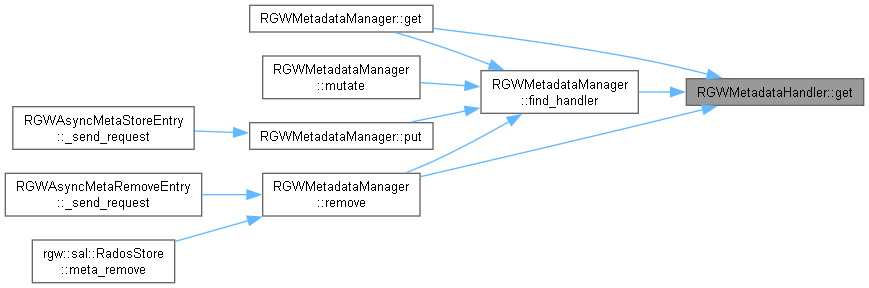 RGWMetadataManager::get
RGWMetadataManager
::mutate
RGWMetadataManager
::find_handler
RGWMetadataHandler::get
RGWAsyncMetaStoreEntry
::_send_request
RGWMetadataManager::put
RGWAsyncMetaRemoveEntry
::_send_request
RGWMetadataManager
::remove
rgw::sal::RadosStore
::meta_remove